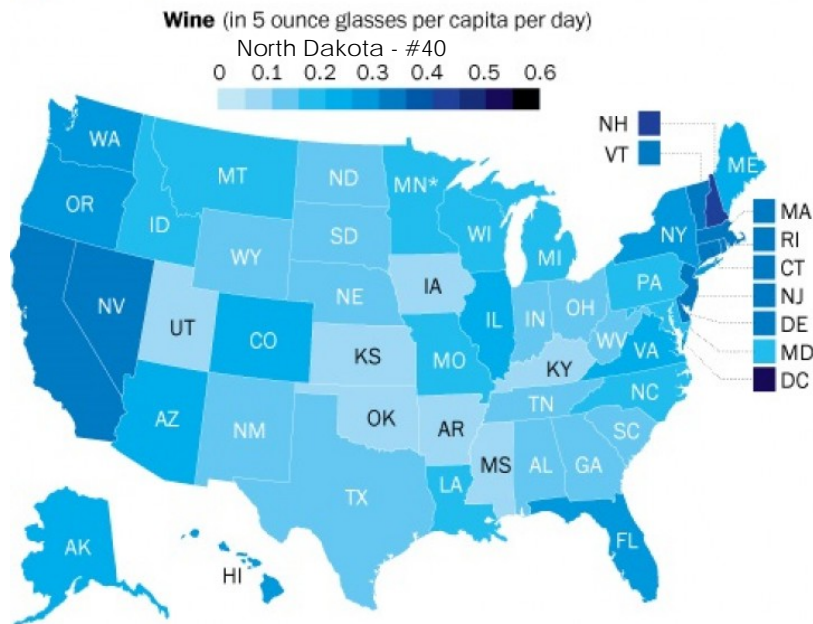 Wine (in 5 ounce glasses per capita per day)
North Dakota - #40
0 0.1 0.2 0.3 0.40 0.5 0.6
NH
VT
WA
ME
MT
ND
MN*
OR
MA
ID
SD
WI
NY
RI
WY
MI
CT
IA
PA
NE
NJ
NV
IL
IN
OH
DE
UT
CO
WV
VA
MD
KS
MO
KY
DC
NC
TN
AZ
OK
AR
NM
SC
MS
AL
GA
LA
TX
FL
AK
HI